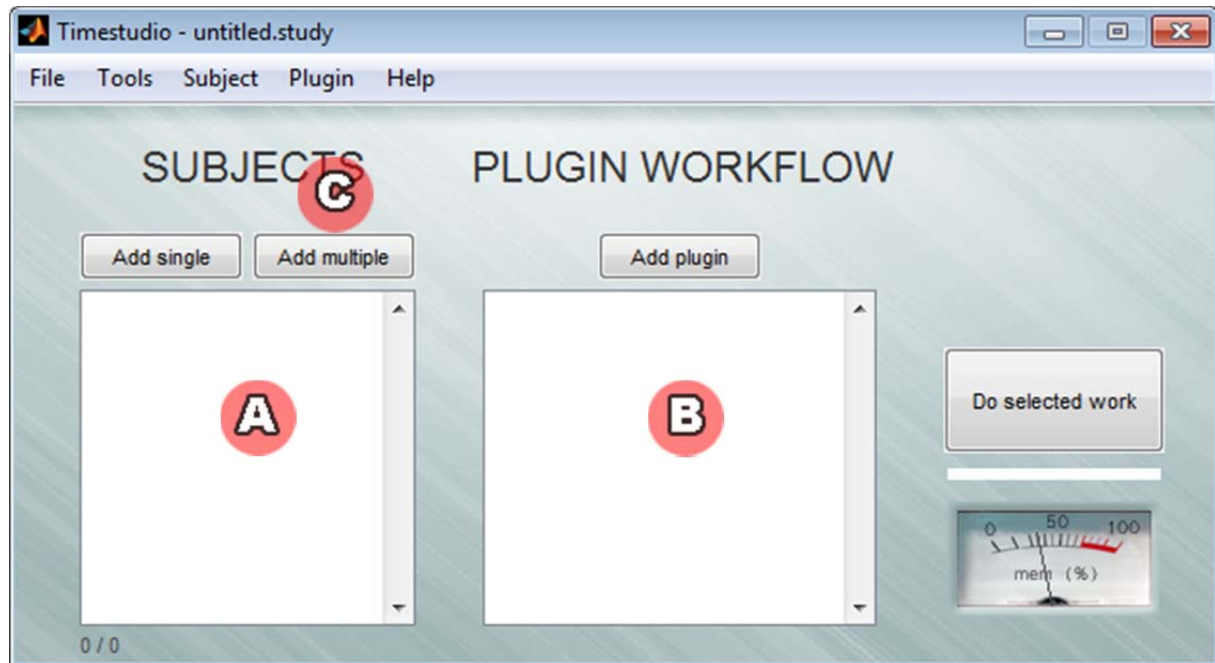 Timestudio - untitled.study
File Tools Subject Plugin Help
SUBJECTS PLUGIN WORKFLOW
C
Add single Add multiple Add plugin
A B
Do selected work
0 50 100
mem (%)
0 / 0